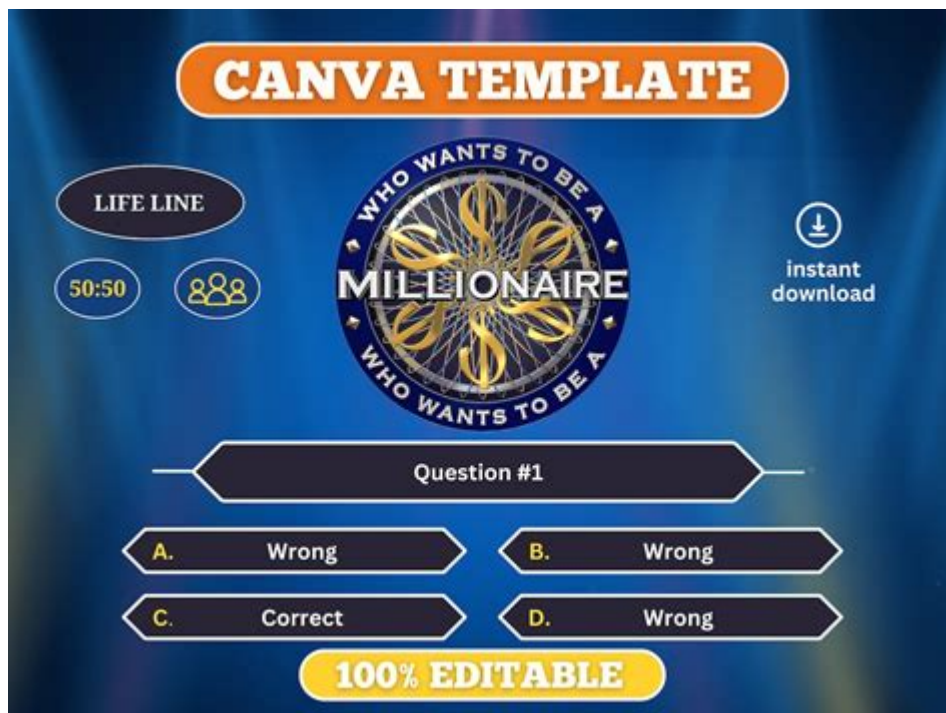 CANVA TEMPLATE
LIFE LINE
50:50
WHO WANTS TO BE A
MILLIONAIRE
WHO WANTS TO BE A
instant
download
Question #1
A. Wrong
B. Wrong
C. Correct
D. Wrong
100% EDITABLE